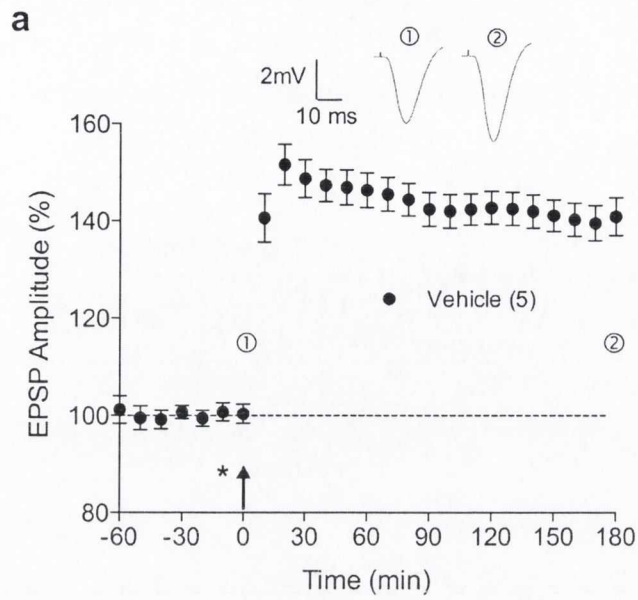 a
① ②
2mV
10 ms
160
140
120
100
80
EPSP Amplitude (%)
Vehicle (5)
① ②
*
-60 -30 0 30 60 90 120 150 180
Time (min)